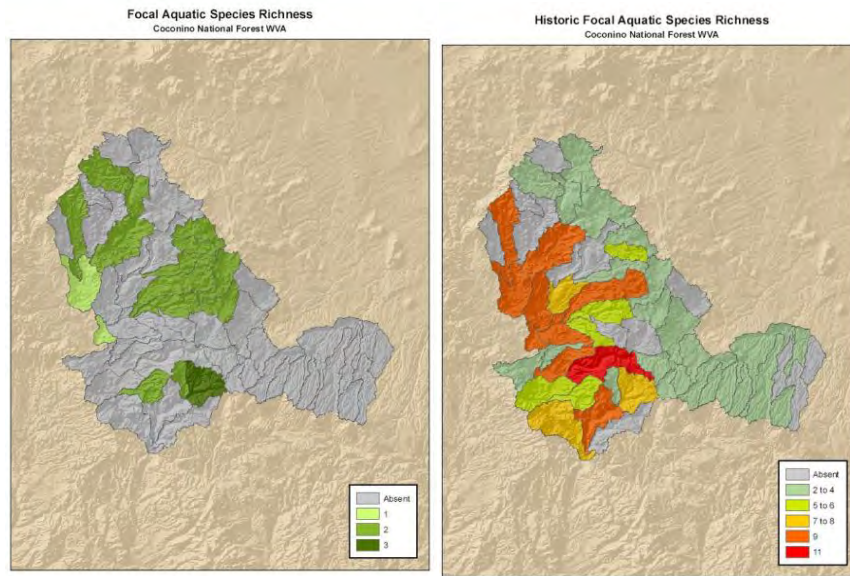 Focal Aquatic Species Richness
Coconino National Forest WVA
Absent
1
2
3
Historic Focal Aquatic Species Richness
Coconino National Forest WVA
Absent
2 to 4
5 to 6
7 to 8
9
11